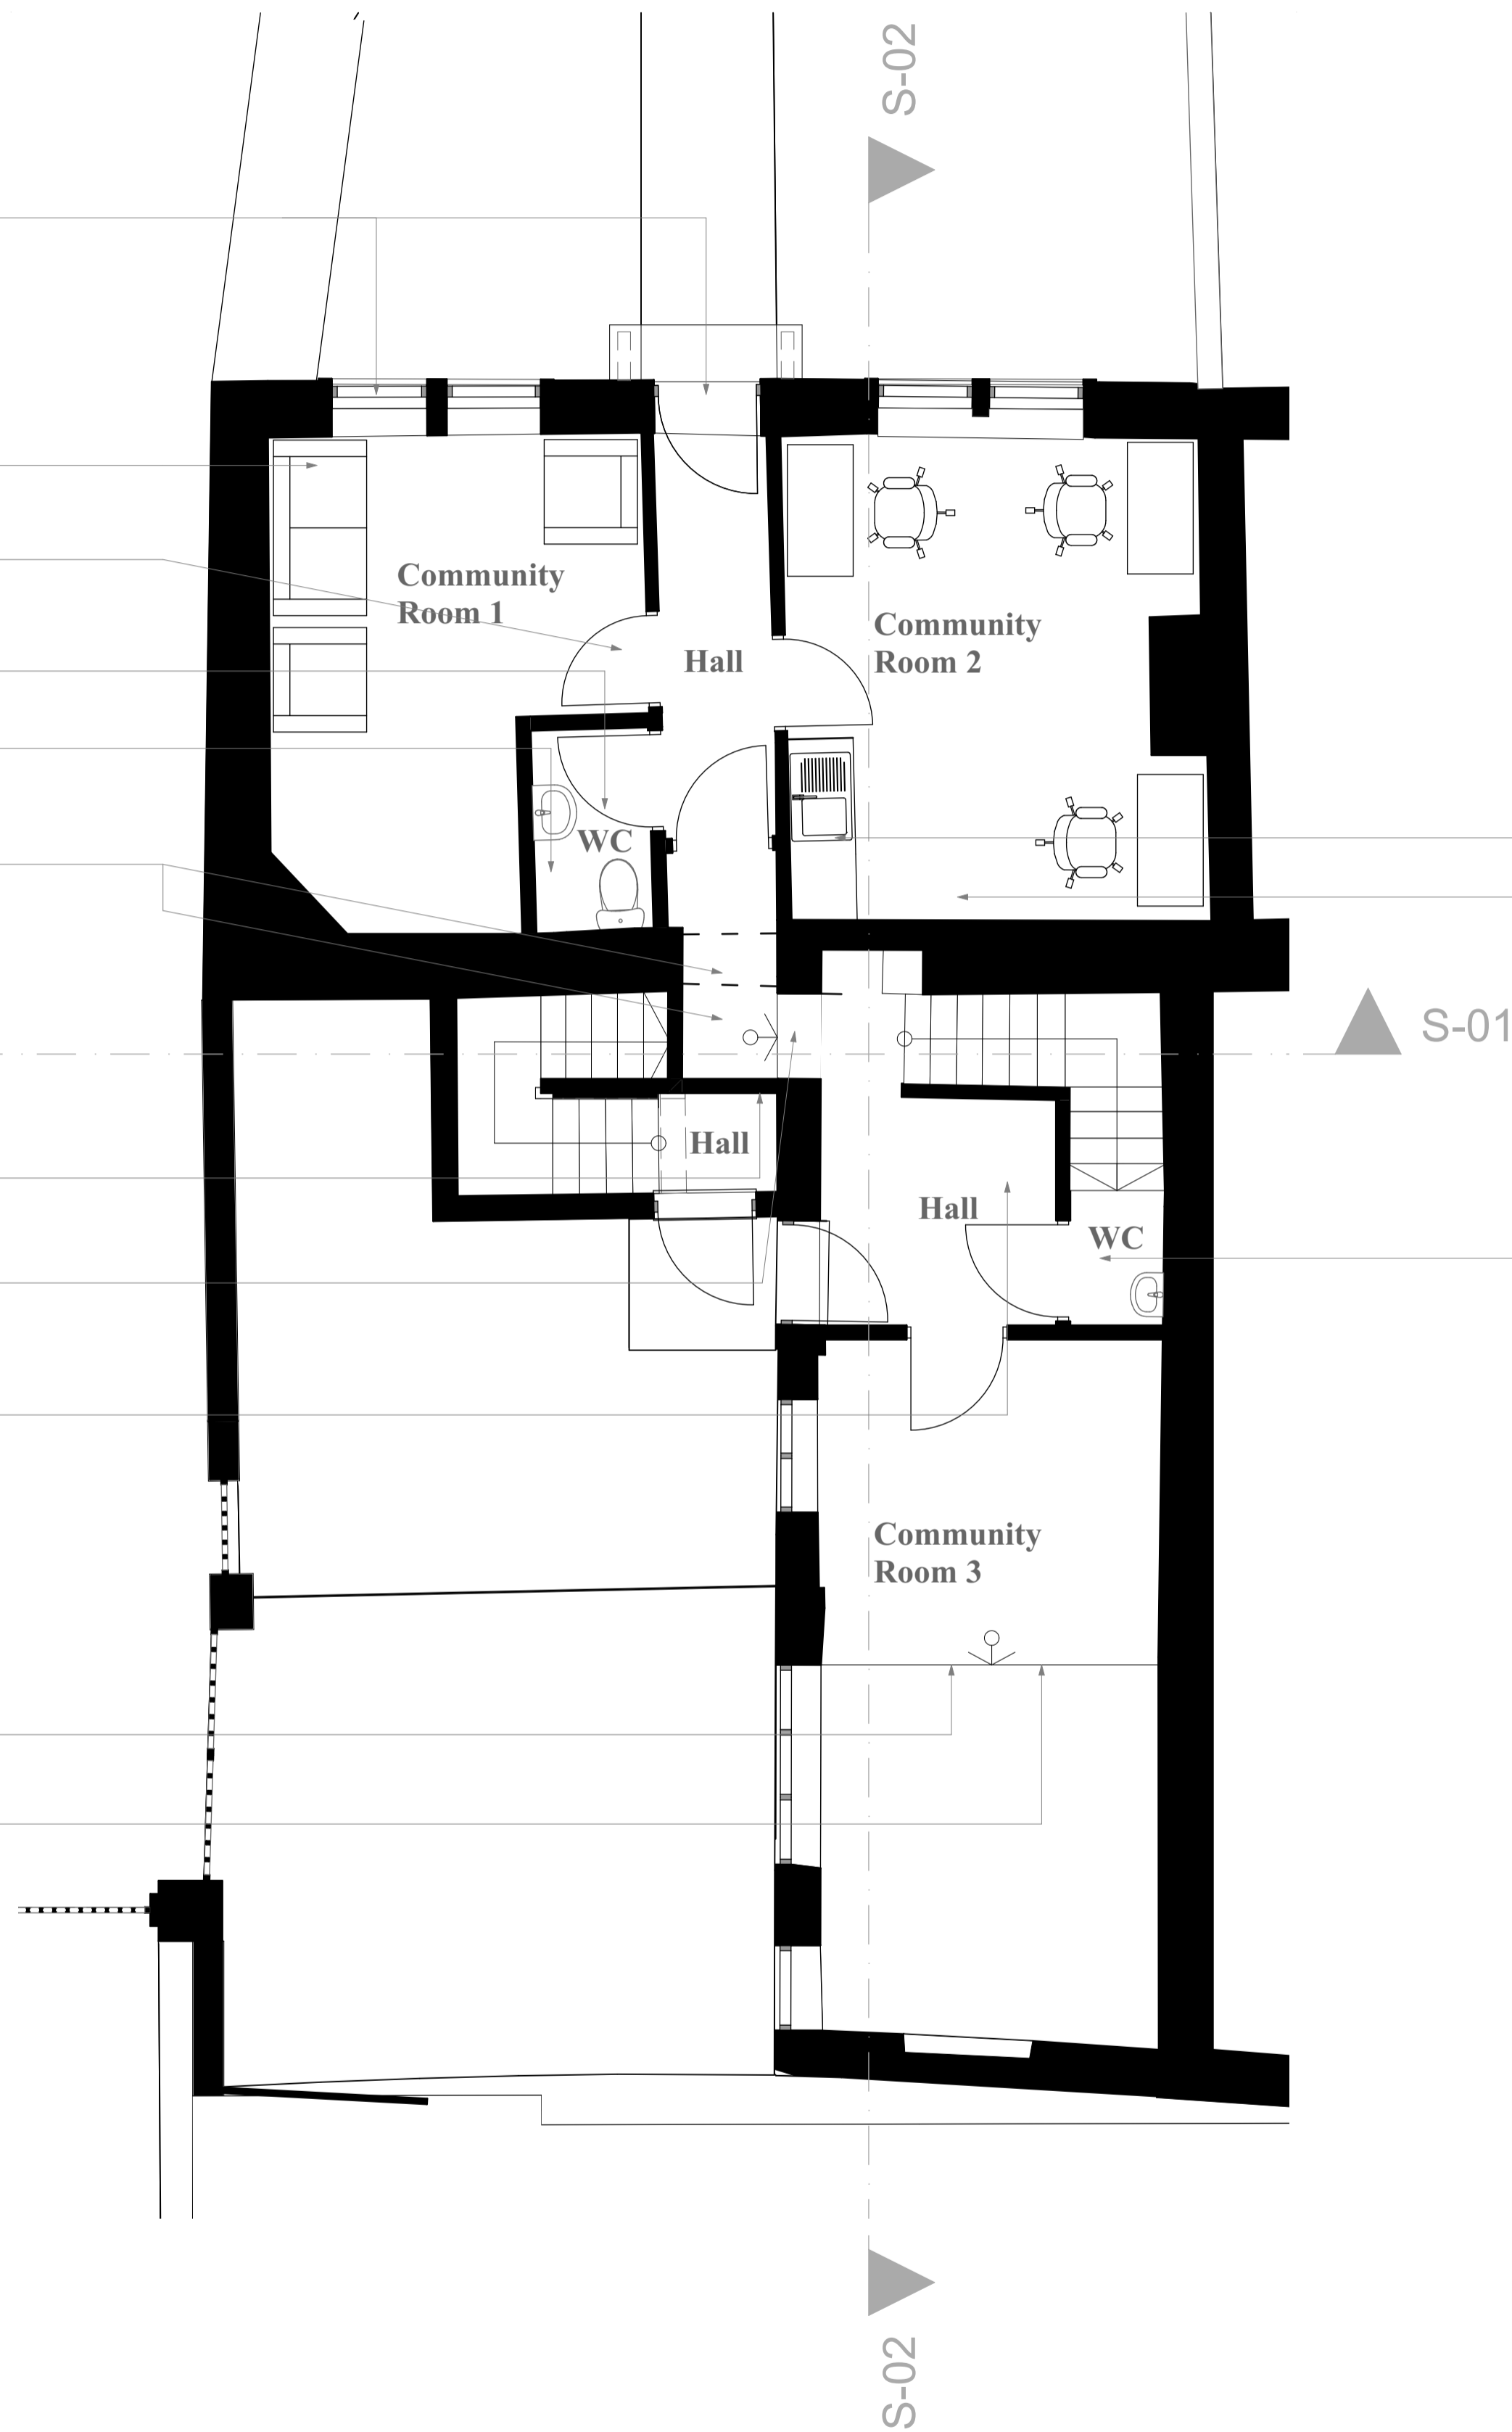 S-02
Community
Room 1
Hall
Community
Room 2
WC
S-01
Hall
Hall
WC
Community
Room 3
S-02